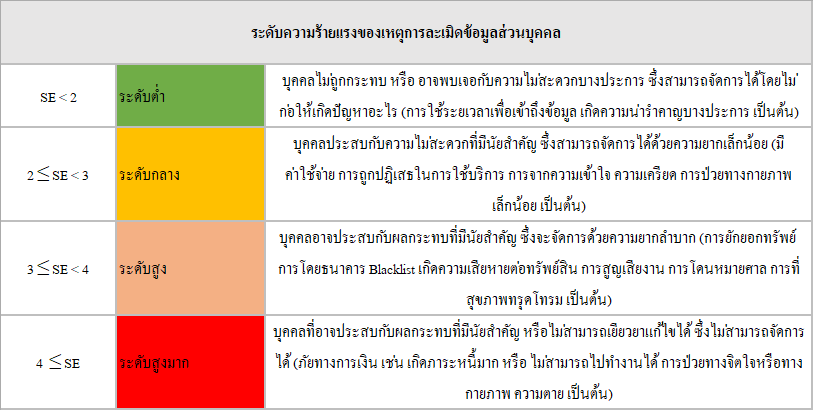 ระดับความร้ายแรงของเหตุการละเมิดข้อมูลส่วนบุคคล
SE < 2
ระดับต่ำ
บุคคลไม่ถูกกระทบ หรือ อาจพบเจอกับความไม่สะดวกบางประการ ซึ้งสามารถจัดการได้โดยไม่
ก่อให้เกิดปัญหาอะไร (การใช้ระยะเวลาเพื่อเข้าถึงข้อมูล เกิดความน่ารำคาญบางประการ เป็นต้น)
2 ≤ SE < 3
ระดับกลาง
บุคคลประสบกับความไม่สะดวกที่มีนัยสำคัญ ซึ้งสามารถจัดการได้ด้วยความยากเล็กน้อย (มี
ค่าใช้จ่าย การถูกปฏิเสธในการใช้บริการ การจากความเข้าใจ ความเครียด การป่วยทางกายภาพ
เล็กน้อย เป็นต้น)
3 ≤ SE < 4
ระดับสูง
บุคคลอาจประสบกับผลกระทบที่มีนัยสำคัญ ซึ้งจะจัดการด้วยความยากลำบาก (การยักยอกทรัพย์
การโดยธนาคาร Blacklist เกิดความเสียหายต่อทรัพย์สิน การสูญเสียงาน การโดนหมายศาล การที่
สุขภาพทรุดโทรม เป็นต้น)
4 ≤ SE
ระดับสูงมาก
บุคคลที่อาจประสบกับผลกระทบที่มีนัยสำคัญ หรือไม่สามารถเยียวยาแก้ไขได้ ซึ้งไม่สามารถจัดการ
ได้ (ภัยทางการเงิน เช่น เกิดภาระหนี้มาก หรือ ไม่สามารถไปทำงานได้ การป่วยทางจิตใจหรือทาง
กายภาพ ความตาย เป็นต้น)